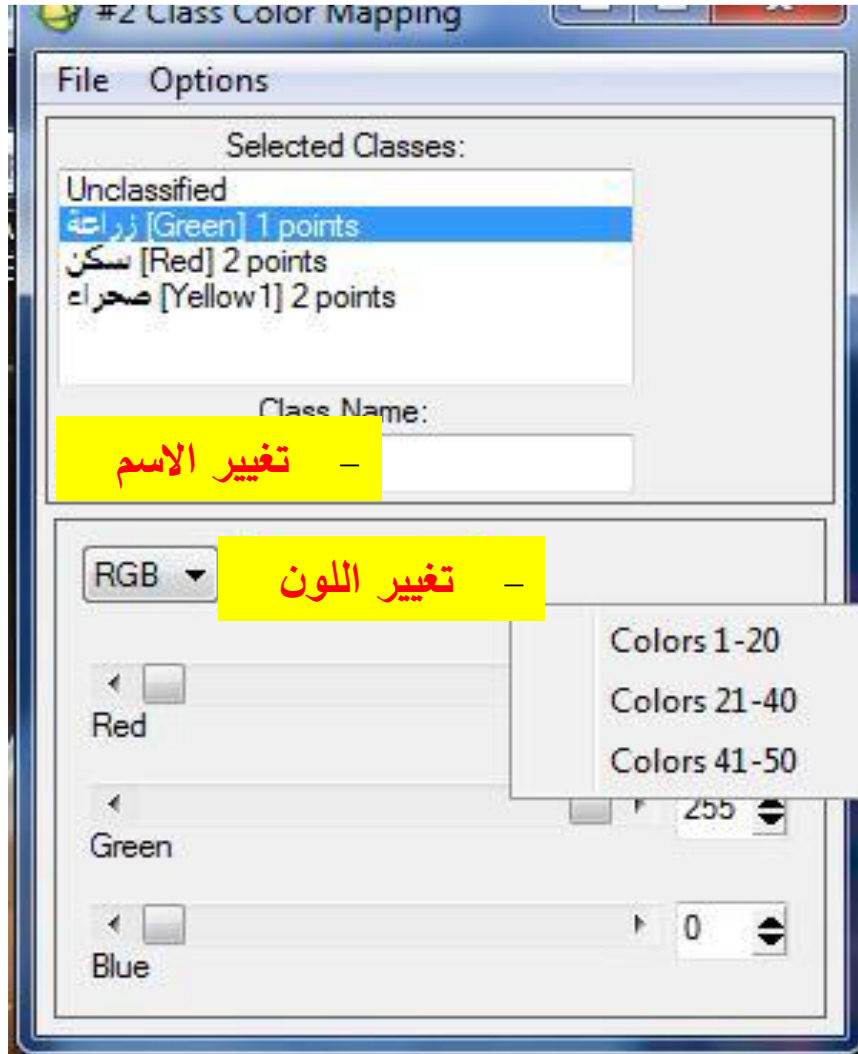 #2 Class Color Mapping
File Options
Selected Classes:
Unclassified
زراعة [Green] 1 points
سكن [Red] 2 points
صحراء [Yellow1] 2 points
Class Name:
– تغيير الاسم
RGB
– تغيير اللون
Colors 1-20
Colors 21-40
Colors 41-50
Red
255
Green
0
Blue